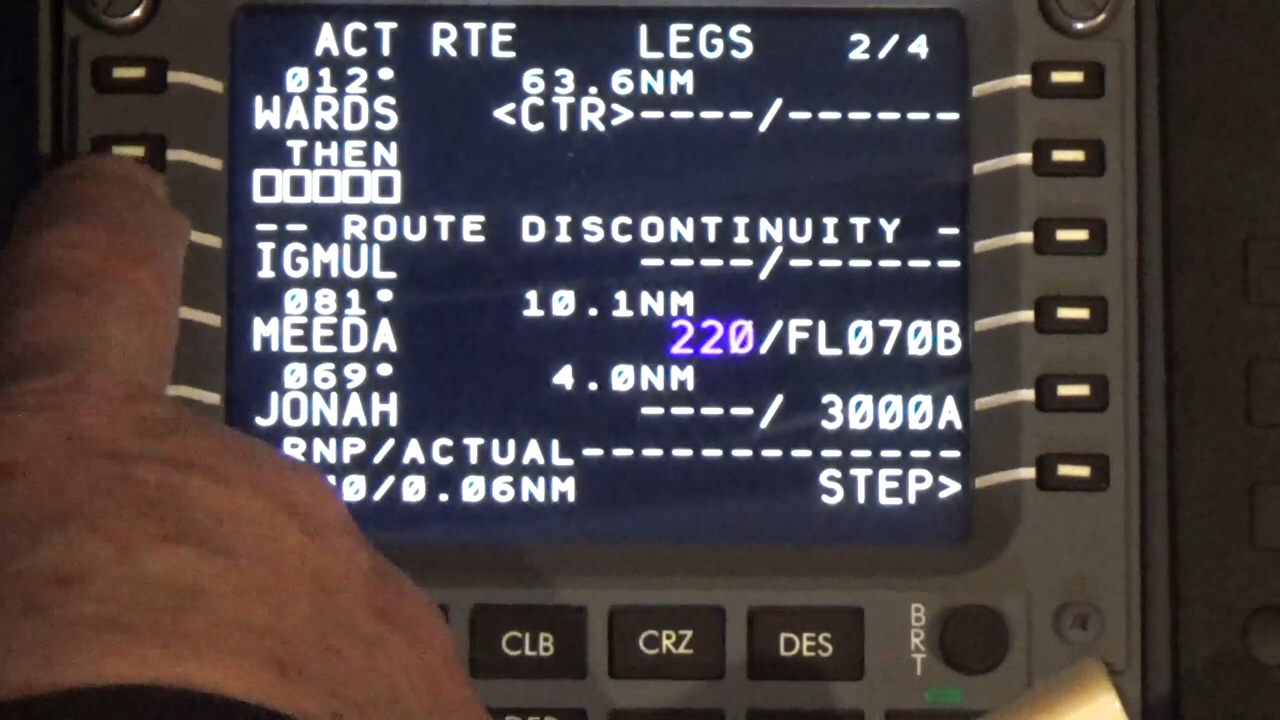 ACT RTE LEGS 2/4
012° 63.6NM
WARDS <CTR>----/------
THEN
□□□□□
-- ROUTE DISCONTINUITY -
IGMUL ----/------
081° 10.1NM
MEEDA 220/FL070B
069° 4.0NM
JONAH ----/ 3000A
RNP/ACTUAL-------------
0/0.06NM STEP>
CLB CRZ DES BRT